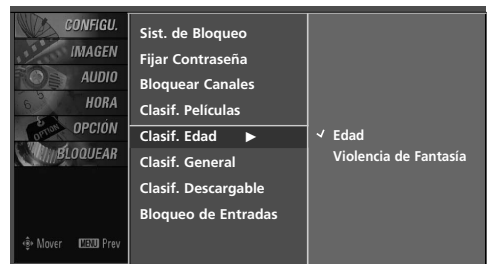 CONFIGU.
IMAGEN
AUDIO
HORA
OPCIÓN
BLOQUEAR
Mover MENU Prev
Sist. de Bloqueo
Fijar Contraseña
Bloquear Canales
Clasif. Películas
Clasif. Edad ▶
Clasif. General
Clasif. Descargable
Bloqueo de Entradas
✓ Edad
Violencia de Fantasía